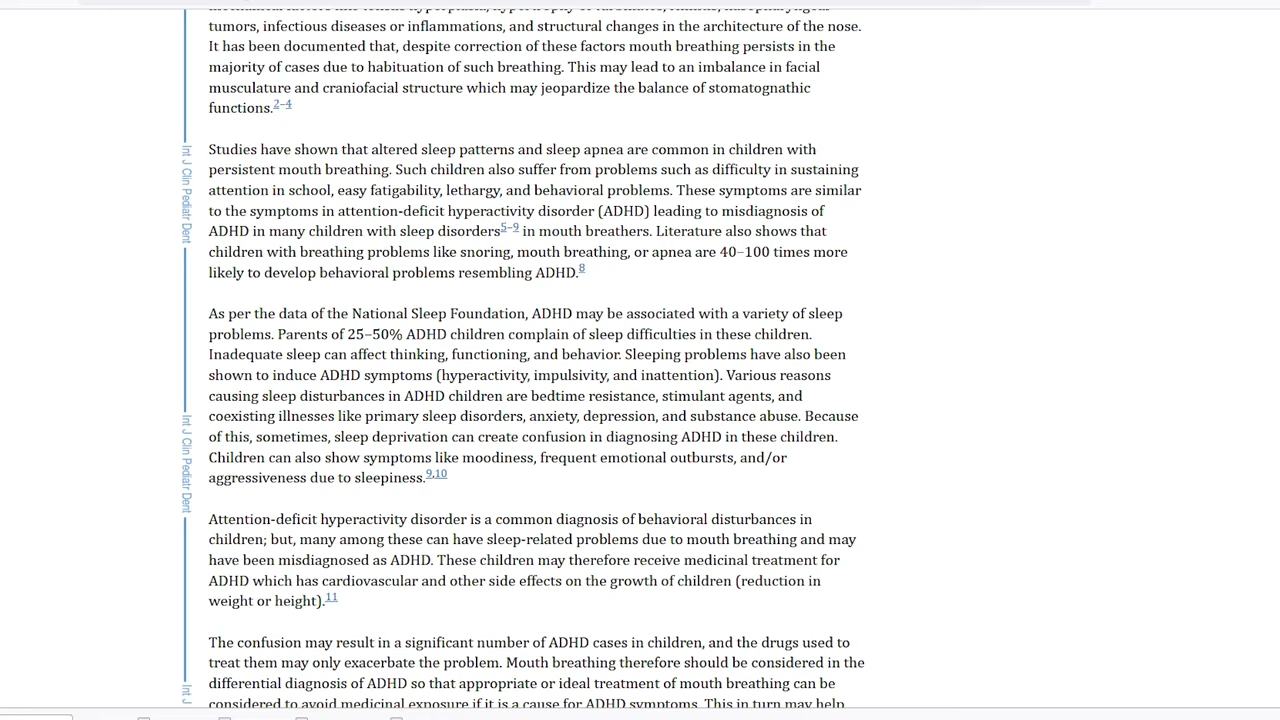 tumors, infectious diseases or inflammations, and structural changes in the architecture of the nose.
It has been documented that, despite correction of these factors mouth breathing persists in the
majority of cases due to habituation of such breathing. This may lead to an imbalance in facial
musculature and craniofacial structure which may jeopardize the balance of stomatognathic
functions.2–4
Studies have shown that altered sleep patterns and sleep apnea are common in children with
persistent mouth breathing. Such children also suffer from problems such as difficulty in sustaining
attention in school, easy fatigability, lethargy, and behavioral problems. These symptoms are similar
to the symptoms in attention-deficit hyperactivity disorder (ADHD) leading to misdiagnosis of
ADHD in many children with sleep disorders5–9 in mouth breathers. Literature also shows that
children with breathing problems like snoring, mouth breathing, or apnea are 40–100 times more
likely to develop behavioral problems resembling ADHD.8
As per the data of the National Sleep Foundation, ADHD may be associated with a variety of sleep
problems. Parents of 25–50% ADHD children complain of sleep difficulties in these children.
Inadequate sleep can affect thinking, functioning, and behavior. Sleeping problems have also been
shown to induce ADHD symptoms (hyperactivity, impulsivity, and inattention). Various reasons
causing sleep disturbances in ADHD children are bedtime resistance, stimulant agents, and
coexisting illnesses like primary sleep disorders, anxiety, depression, and substance abuse. Because
of this, sometimes, sleep deprivation can create confusion in diagnosing ADHD in these children.
Children can also show symptoms like moodiness, frequent emotional outbursts, and/or
aggressiveness due to sleepiness.9,10
Attention-deficit hyperactivity disorder is a common diagnosis of behavioral disturbances in
children; but, many among these can have sleep-related problems due to mouth breathing and may
have been misdiagnosed as ADHD. These children may therefore receive medicinal treatment for
ADHD which has cardiovascular and other side effects on the growth of children (reduction in
weight or height).11
The confusion may result in a significant number of ADHD cases in children, and the drugs used to
treat them may only exacerbate the problem. Mouth breathing therefore should be considered in the
differential diagnosis of ADHD so that appropriate or ideal treatment of mouth breathing can be
considered to avoid medicinal exposure if it is a cause for ADHD symptoms. This in turn may help
Int J Clin Pediatr Dent
Int J Clin Pediatr Dent
Int J